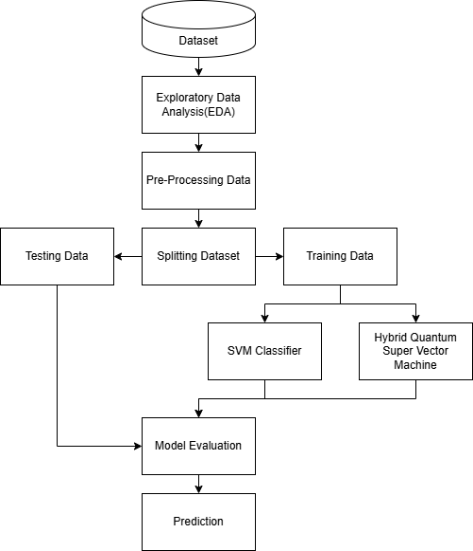 Dataset
Exploratory Data
Analysis(EDA)
Pre-Processing Data
Testing Data
Splitting Dataset
Training Data
SVM Classifier
Hybrid Quantum
Super Vector
Machine
Model Evaluation
Prediction